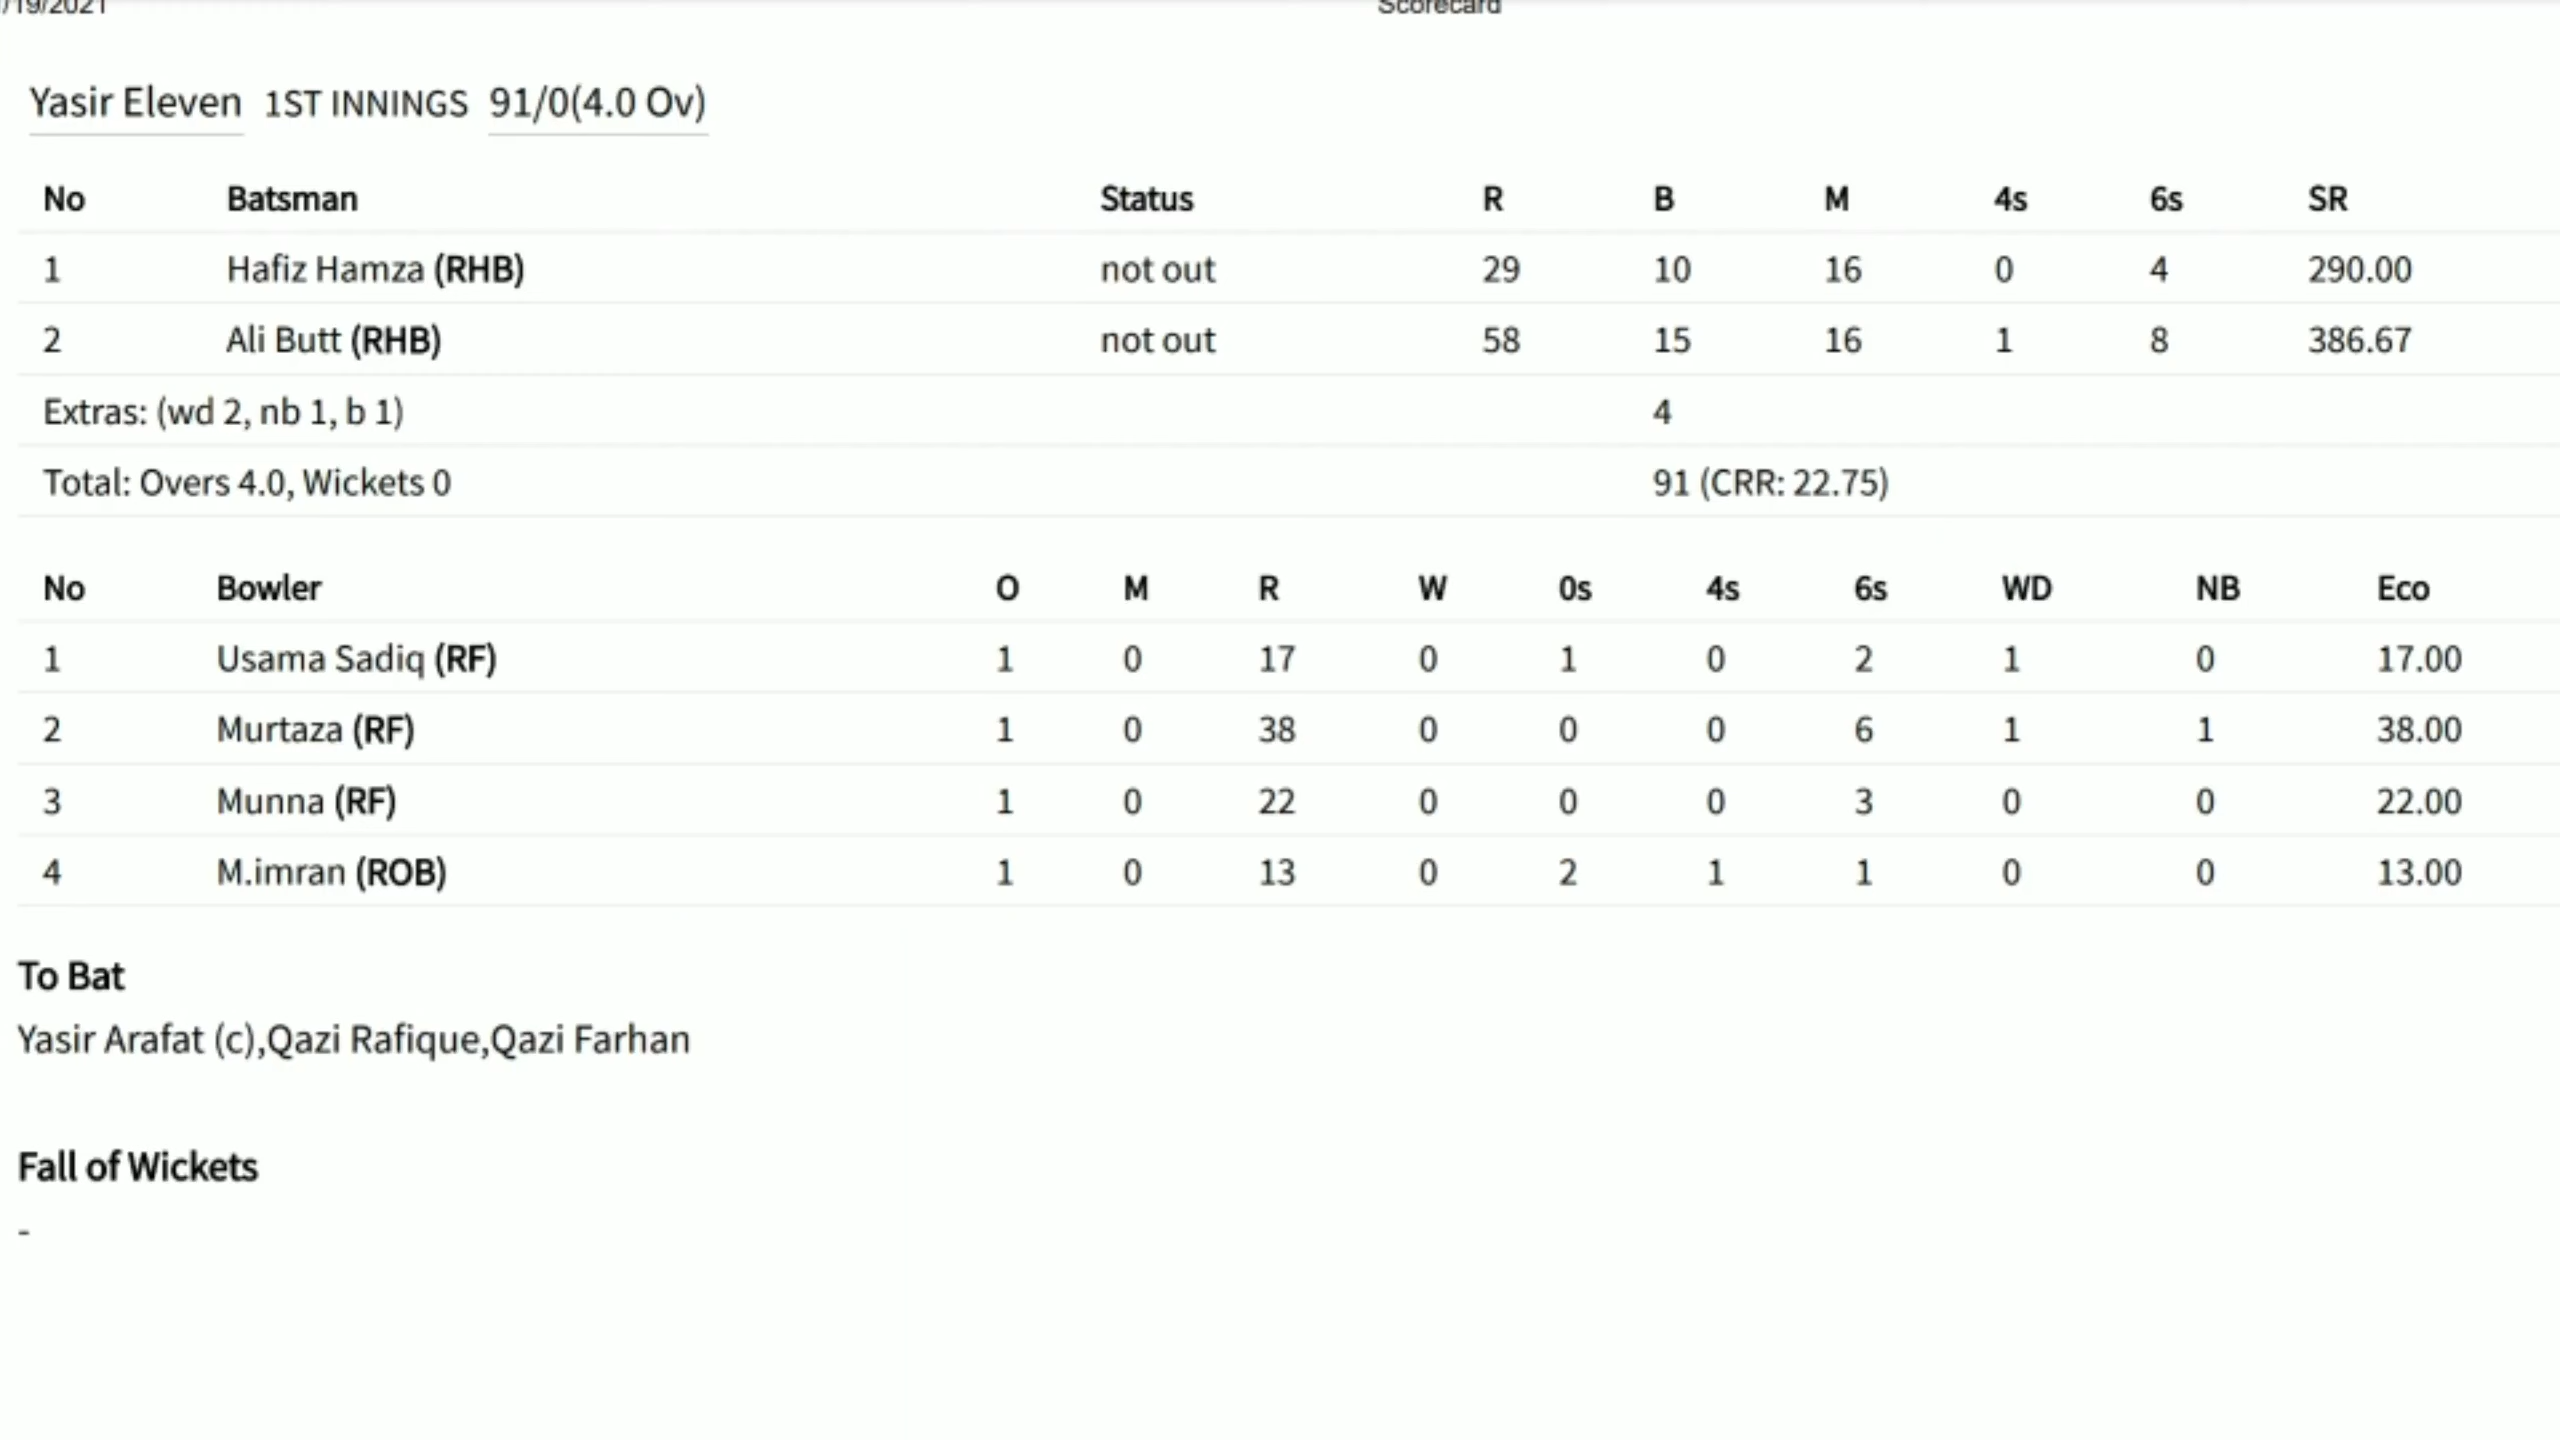 /19/2021 Scorecard
Yasir Eleven 1ST INNINGS 91/0(4.0 Ov)
No Batsman Status R B M 4s 6s SR
1 Hafiz Hamza (RHB) not out 29 10 16 0 4 290.00
2 Ali Butt (RHB) not out 58 15 16 1 8 386.67
Extras: (wd 2, nb 1, b 1) 4
Total: Overs 4.0, Wickets 0 91 (CRR: 22.75)
No Bowler O M R W 0s 4s 6s WD NB Eco
1 Usama Sadiq (RF) 1 0 17 0 1 0 2 1 0 17.00
2 Murtaza (RF) 1 0 38 0 0 0 6 1 1 38.00
3 Munna (RF) 1 0 22 0 0 0 3 0 0 22.00
4 M.imran (ROB) 1 0 13 0 2 1 1 0 0 13.00
To Bat
Yasir Arafat (c),Qazi Rafique,Qazi Farhan
Fall of Wickets
-